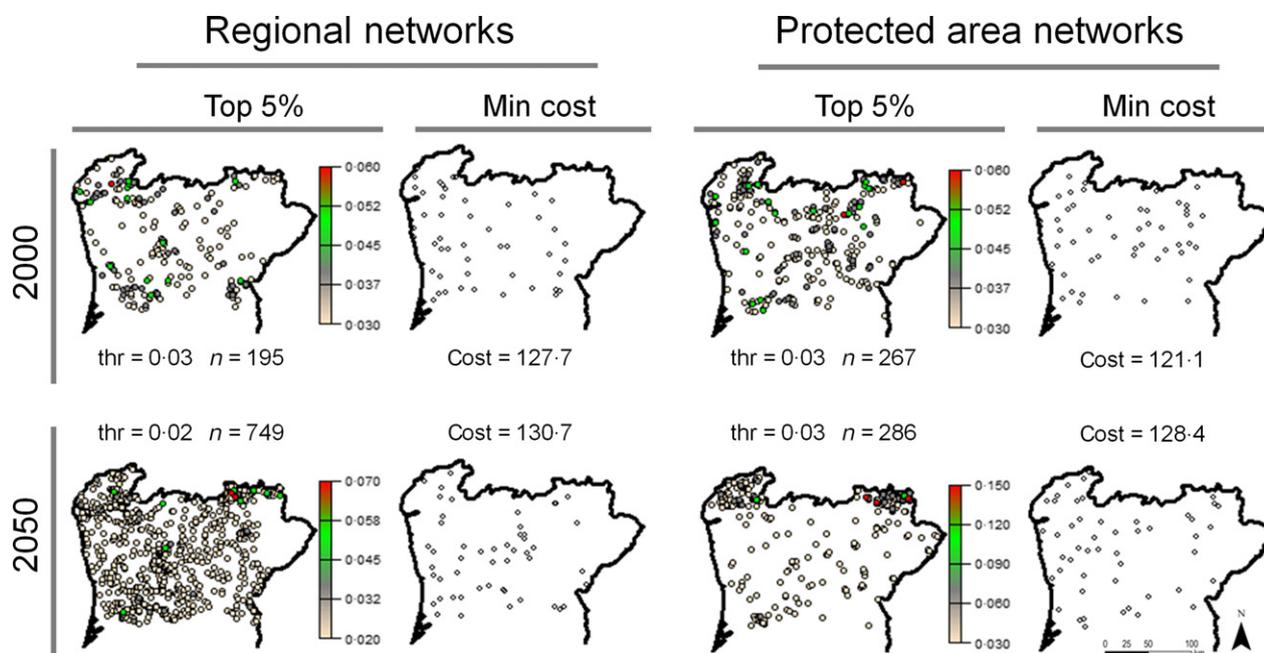 Regional networks Protected area networks
Top 5% Min cost Top 5% Min cost
2000
0·060 0·060
0·052 0·052
0·045 0·045
0·037 0·037
0·030 0·030
thr = 0·03 n = 195 Cost = 127·7 thr = 0·03 n = 267 Cost = 121·1
thr = 0·02 n = 749 Cost = 130·7 thr = 0·03 n = 286 Cost = 128·4
2050
0·070 0·150
0·058 0·120
0·045 0·090
0·032 0·060
0·020 0·030
N
0 25 50 100